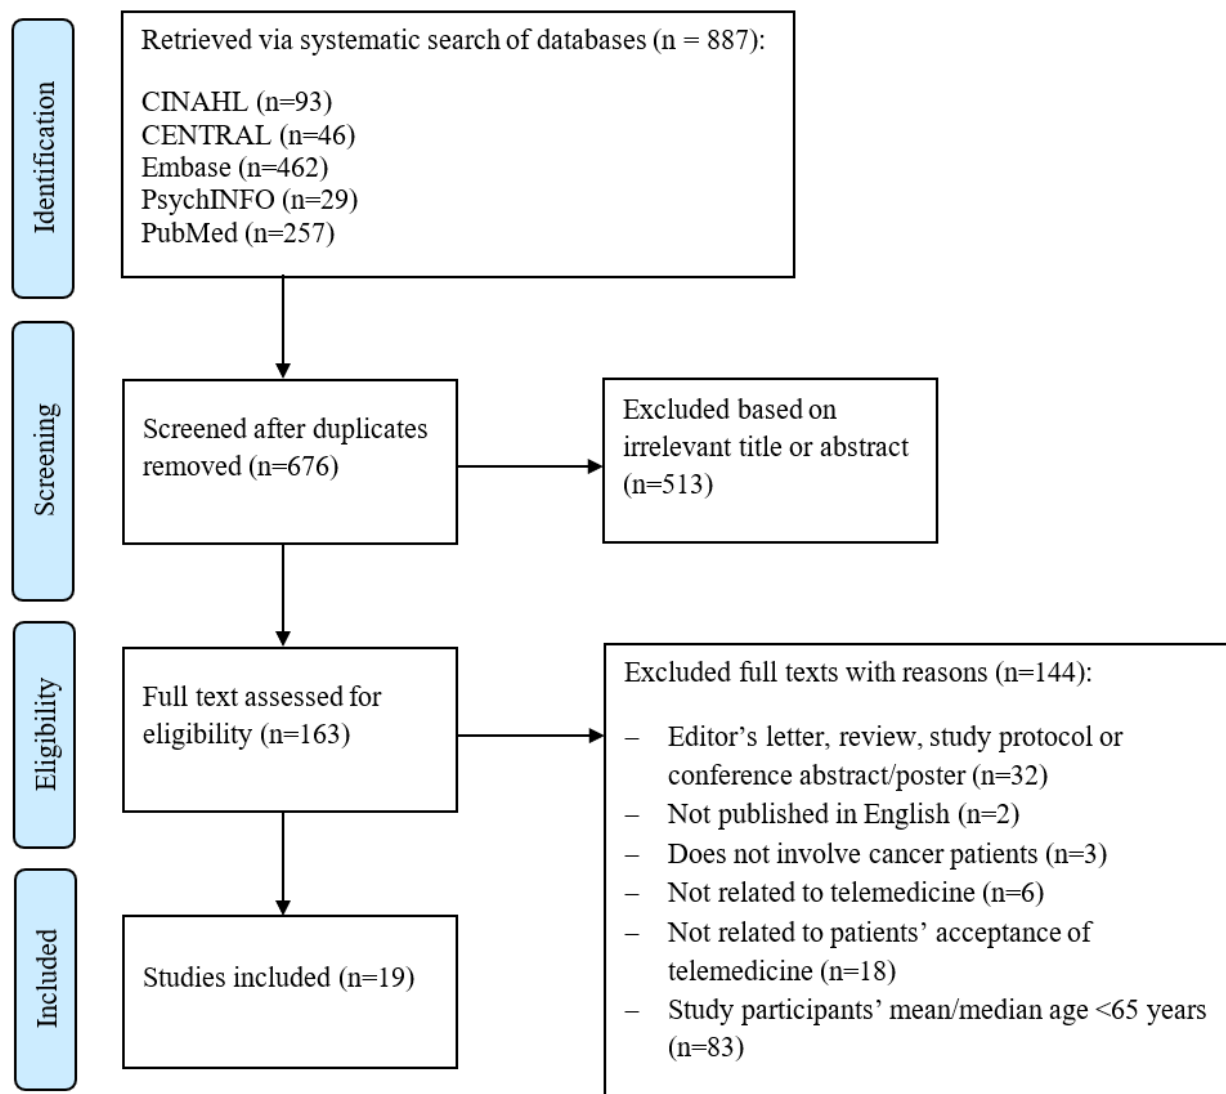 Identification
Retrieved via systematic search of databases (n = 887):
CINAHL (n=93)
CENTRAL (n=46)
Embase (n=462)
PsychINFO (n=29)
PubMed (n=257)
Screening
Screened after duplicates
removed (n=676)
Excluded based on
irrelevant title or abstract
(n=513)
Eligibility
Full text assessed for
eligibility (n=163)
Excluded full texts with reasons (n=144):
– Editor’s letter, review, study protocol or
conference abstract/poster (n=32)
– Not published in English (n=2)
– Does not involve cancer patients (n=3)
– Not related to telemedicine (n=6)
– Not related to patients’ acceptance of
telemedicine (n=18)
– Study participants’ mean/median age <65 years
(n=83)
Included
Studies included (n=19)